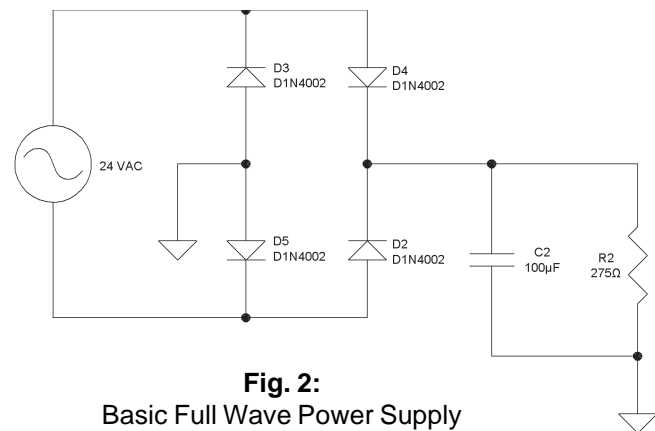 D3
D1N4002
D4
D1N4002
24 VAC
D5
D1N4002
D2
D1N4002
C2
100µF
R2
275Ω
Fig. 2:
Basic Full Wave Power Supply